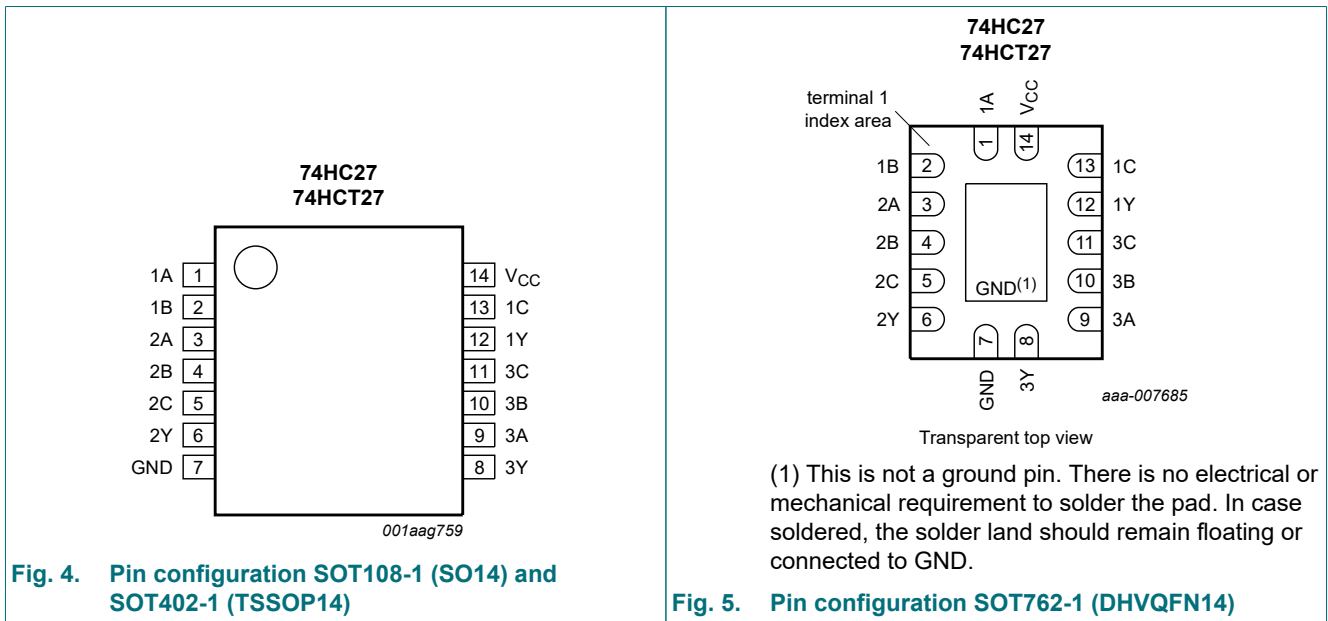 74HC27
74HCT27
1A 1
1B 2
2A 3
2B 4
2C 5
2Y 6
GND 7
14 VCC
13 1C
12 1Y
11 3C
10 3B
9 3A
8 3Y
001aag759
Fig. 4. Pin configuration SOT108-1 (SO14) and
SOT402-1 (TSSOP14)
74HC27
74HCT27
terminal 1
index area
1A
VCC
1
14
1B 2
2A 3
2B 4
2C 5
2Y 6
13 1C
12 1Y
11 3C
10 3B
9 3A
GND(1)
7
8
GND
3Y
aaa-007685
Transparent top view
(1) This is not a ground pin. There is no electrical or
mechanical requirement to solder the pad. In case
soldered, the solder land should remain floating or
connected to GND.
Fig. 5. Pin configuration SOT762-1 (DHVQFN14)